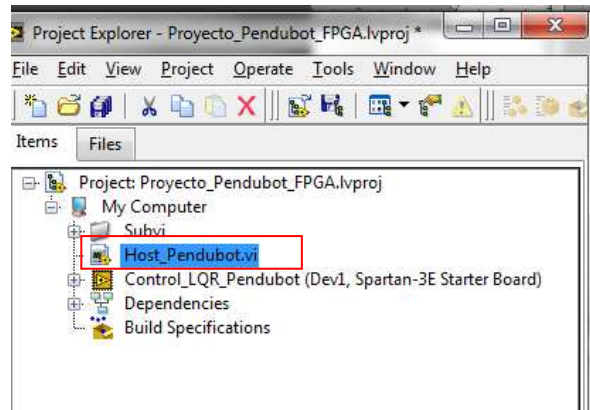 Project Explorer - Proyecto_Pendubot_FPGA.lvproj *
File Edit View Project Operate Tools Window Help
Items Files
Project: Proyecto_Pendubot_FPGA.lvproj
My Computer
Subvi
Host_Pendubot.vi
Control_LQR_Pendubot (Dev1, Spartan-3E Starter Board)
Dependencies
Build Specifications